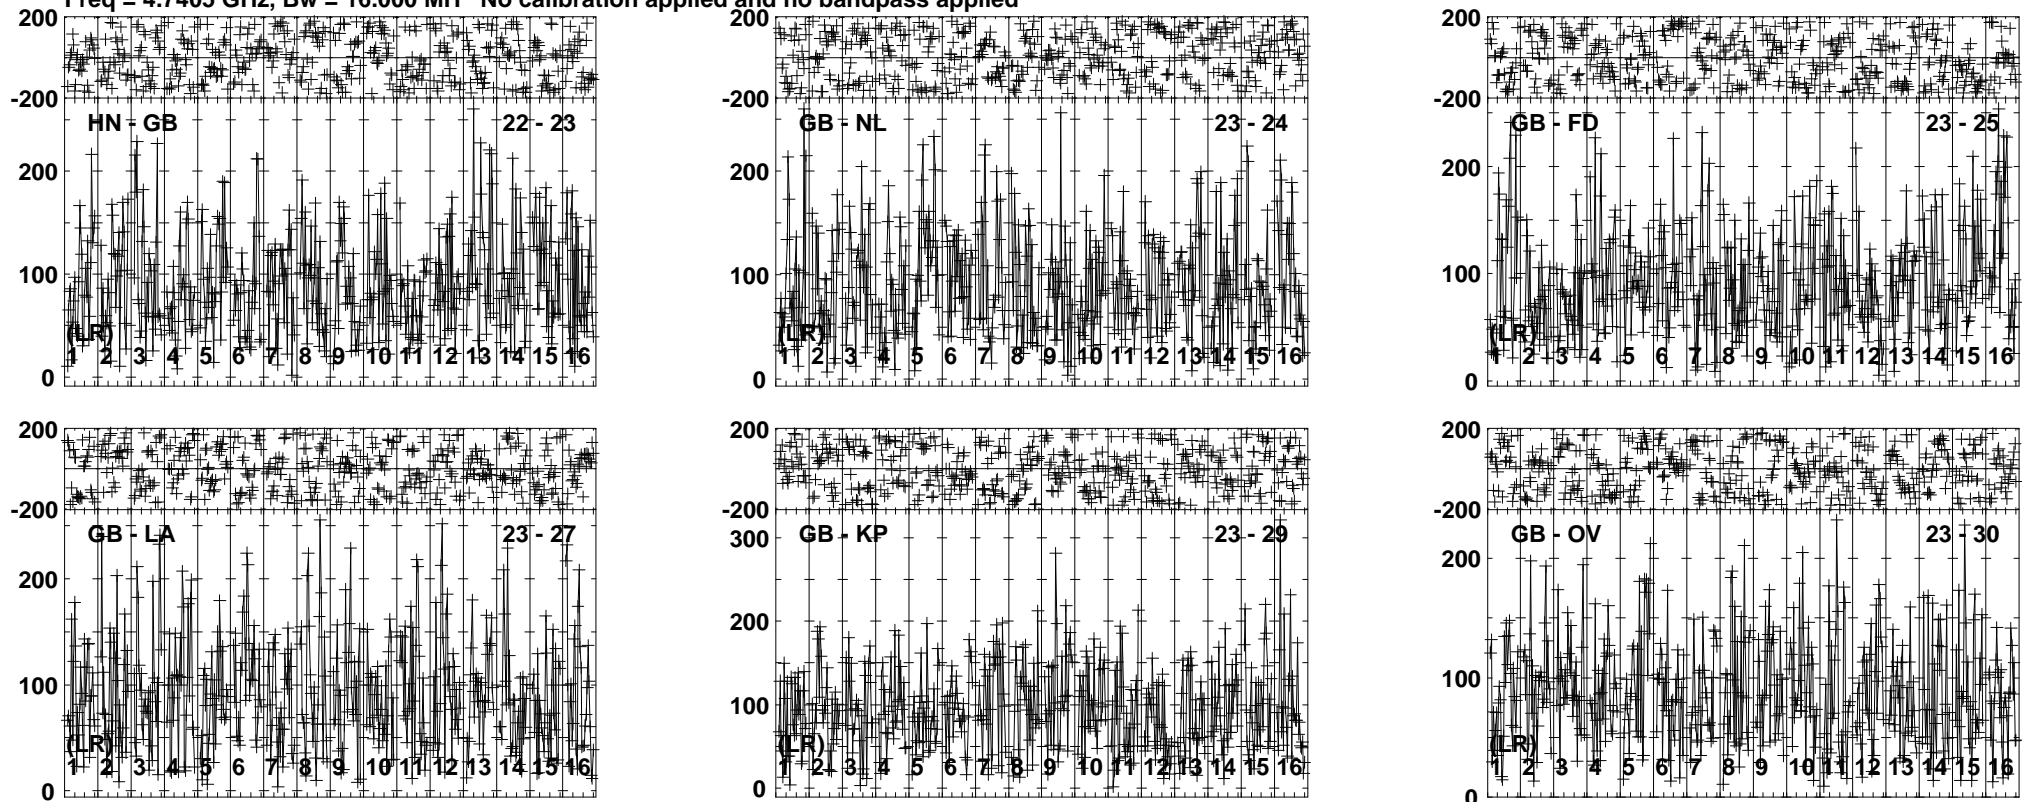 Freq = 4.7405 GHz, Bw = 16.000 MH No calibration applied and no bandpass applied
200 200 200
-200 -200 -200
HN - GB 22 - 23 GB - NL 23 - 24 GB - FD 23 - 25
200 200 200
100 100 100
(LR) (LR) (LR)
1 2 3 4 5 6 7 8 9 10 11 12 13 14 15 16 1 2 3 4 5 6 7 8 9 10 11 12 13 14 15 16 1 2 3 4 5 6 7 8 9 10 11 12 13 14 15 16
0 0 0
200 200 200
-200 -200 -200
GB - LA 23 - 27 GB - KP 23 - 29 GB - OV 23 - 30
300
200 200 200
100 100 100
(LR) (LR) (LR)
1 2 3 4 5 6 7 8 9 10 11 12 13 14 15 16 1 2 3 4 5 6 7 8 9 10 11 12 13 14 15 16 1 2 3 4 5 6 7 8 9 10 11 12 13 14 15 16
0 0 0